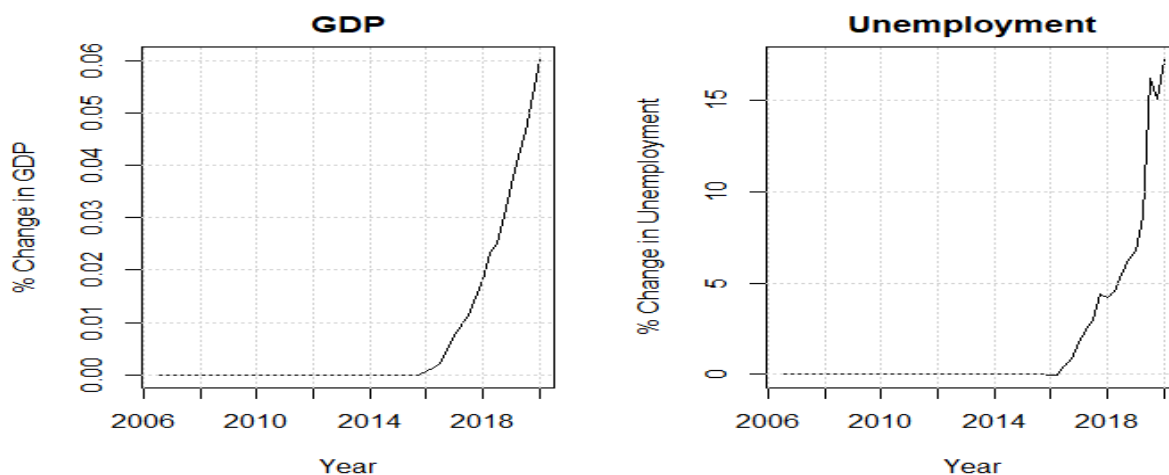 GDP
% Change in GDP
0.06
0.05
0.04
0.03
0.02
0.01
0.00
2006 2010 2014 2018
Year
Unemployment
% Change in Unemployment
15
10
5
0
2006 2010 2014 2018
Year